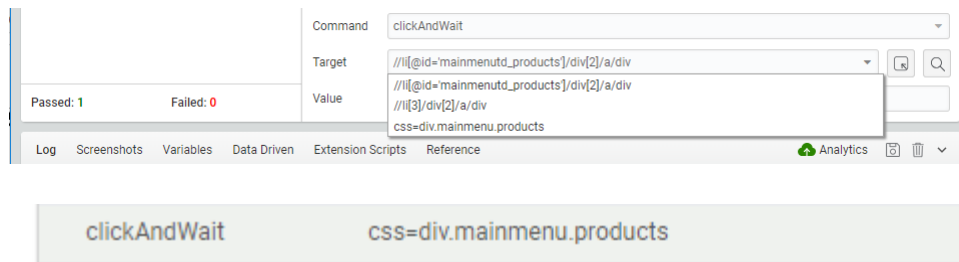 Command clickAndWait
Target //li[@id='mainmenutd_products']/div[2]/a/div
//li[@id='mainmenutd_products']/div[2]/a/div
Passed: 1 Failed: 0 Value //li[3]/div[2]/a/div
css=div.mainmenu.products
Log Screenshots Variables Data Driven Extension Scripts Reference Analytics
clickAndWait css=div.mainmenu.products